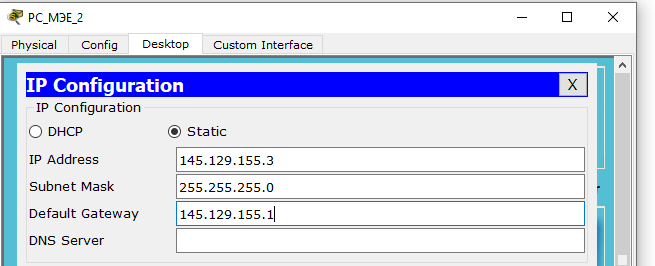 PC_МЭЕ_2
Physical Config Desktop Custom Interface
IP Configuration X
IP Configuration
DHCP Static
IP Address 145.129.155.3
Subnet Mask 255.255.255.0
Default Gateway 145.129.155.1
DNS Server